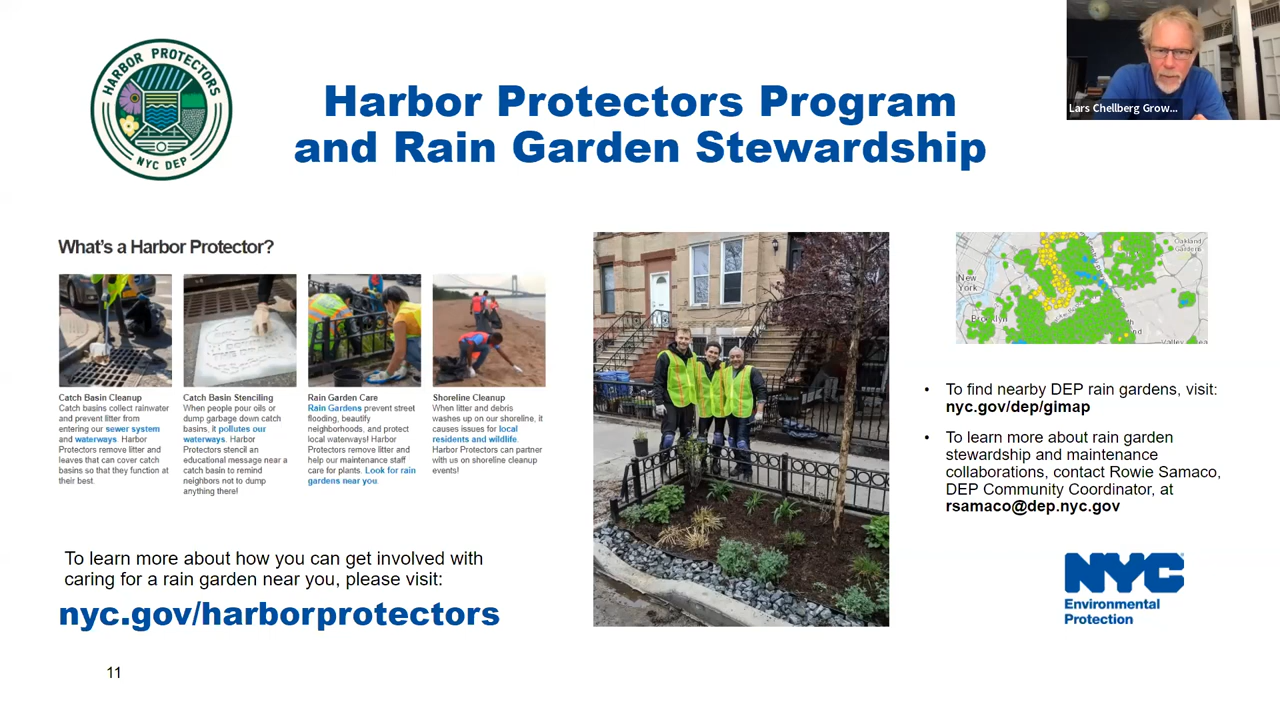 HARBOR PROTECTORS
NYC DEP
Harbor Protectors Program
and Rain Garden Stewardship
Lars Chellberg Grow...
What's a Harbor Protector?
Catch Basin Cleanup
Catch basins collect rainwater
and prevent litter from
entering our sewer system
and waterways. Harbor
Protectors remove litter and
leaves that can cover catch
basins so that they function at
their best.
Catch Basin Stenciling
When people pour oils or
dump garbage down catch
basins, it pollutes our
waterways. Harbor
Protectors stencil an
educational message near a
catch basin to remind
neighbors not to dump
anything there!
Rain Garden Care
Rain Gardens prevent street
flooding, beautify
neighborhoods, and protect
local waterways! Harbor
Protectors remove litter and
help our maintenance staff
care for plants. Look for rain
gardens near you.
Shoreline Cleanup
When litter and debris
washes up on our shoreline, it
causes issues for local
residents and wildlife.
Harbor Protectors can partner
with us on shoreline cleanup
events!
To learn more about how you can get involved with
caring for a rain garden near you, please visit:
nyc.gov/harborprotectors
New
York
Oakland
Gardens
• To find nearby DEP rain gardens, visit:
nyc.gov/dep/gimap
• To learn more about rain garden
stewardship and maintenance
collaborations, contact Rowie Samaco,
DEP Community Coordinator, at
rsamaco@dep.nyc.gov
NYC
Environmental
Protection
11